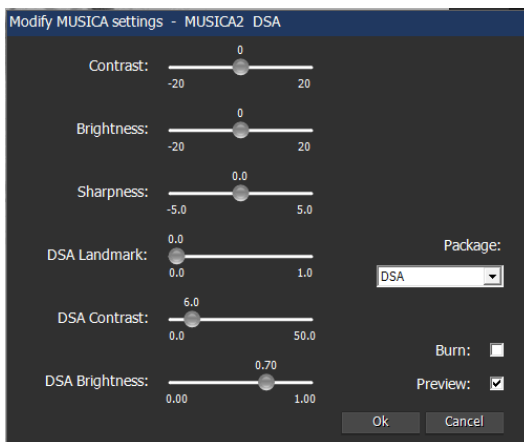 Modify MUSICA settings - MUSICA2 DSA
0
Contrast:
-20 20
0
Brightness:
-20 20
0.0
Sharpness:
-5.0 5.0
0.0
DSA Landmark:
0.0 1.0
Package:
DSA
6.0
DSA Contrast:
0.0 50.0
Burn:
0.70
DSA Brightness:
0.00 1.00
Preview:
Ok Cancel